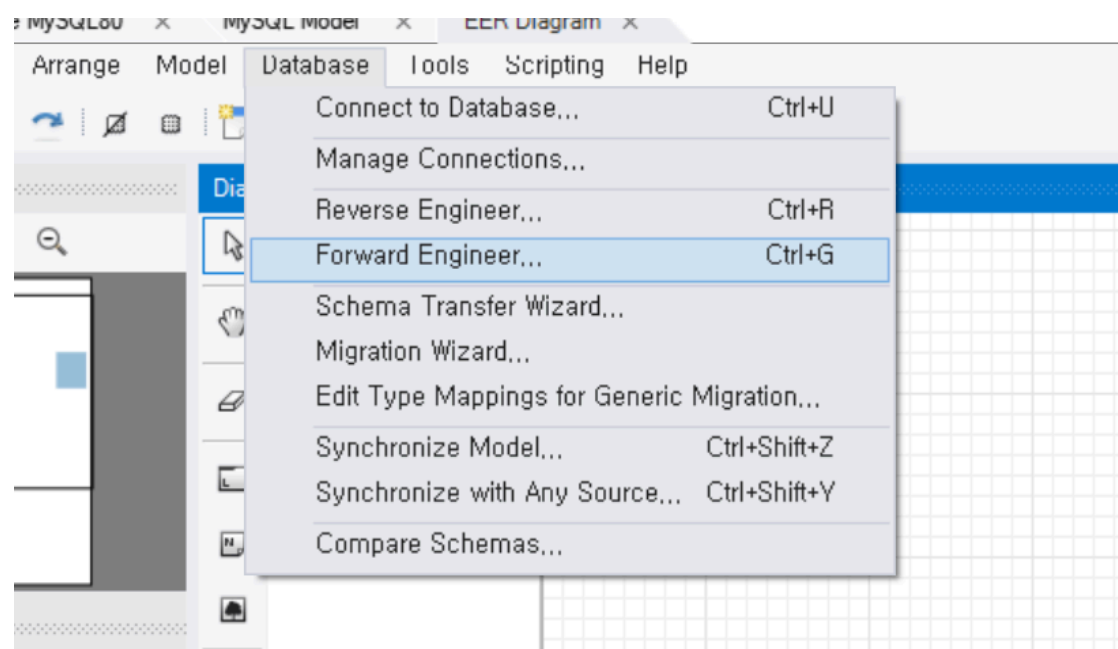 MySQL80 × MySQL Model × EER Diagram ×
Arrange Model Database Tools Scripting Help
Connect to Database... Ctrl+U
Manage Connections...
Dia
Reverse Engineer... Ctrl+R
Forward Engineer... Ctrl+G
Schema Transfer Wizard...
Migration Wizard...
Edit Type Mappings for Generic Migration...
Synchronize Model... Ctrl+Shift+Z
Synchronize with Any Source... Ctrl+Shift+Y
Compare Schemas...